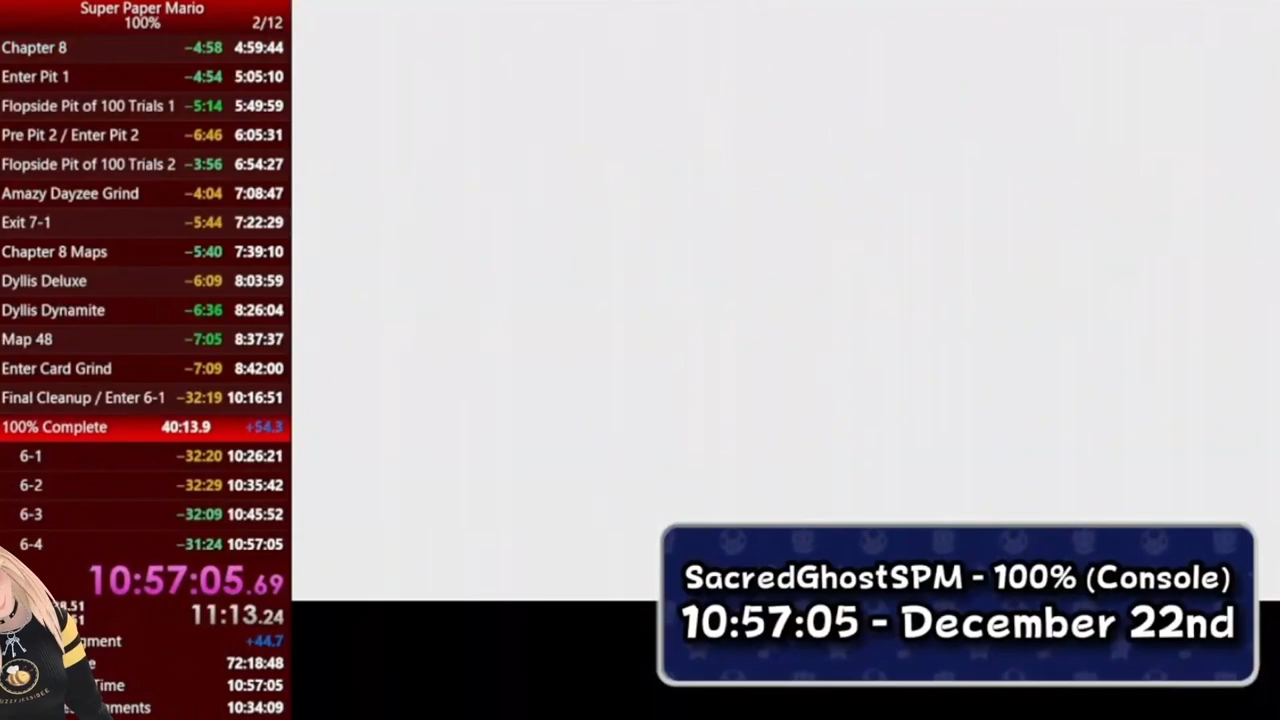 Super Paper Mario
100% 2/12
Chapter 8 −4:58 4:59:44
Enter Pit 1 −4:54 5:05:10
Flopside Pit of 100 Trials 1 −5:14 5:49:59
Pre Pit 2 / Enter Pit 2 −6:46 6:05:31
Flopside Pit of 100 Trials 2 −3:56 6:54:27
Amazy Dayzee Grind −4:04 7:08:47
Exit 7-1 −5:44 7:22:29
Chapter 8 Maps −5:40 7:39:10
Dyllis Deluxe −6:09 8:03:59
Dyllis Dynamite −6:36 8:26:04
Map 48 −7:05 8:37:37
Enter Card Grind −7:09 8:42:00
Final Cleanup / Enter 6-1 −32:19 10:16:51
100% Complete 40:13.9 +54.3
6-1 −32:20 10:26:21
6-2 −32:29 10:35:42
6-3 −32:09 10:45:52
6-4 −31:24 10:57:05
10:57:05.69
11:13.24
+44.7
72:18:48
10:57:05
10:34:09
SacredGhostSPM - 100% (Console)
10:57:05 - December 22nd